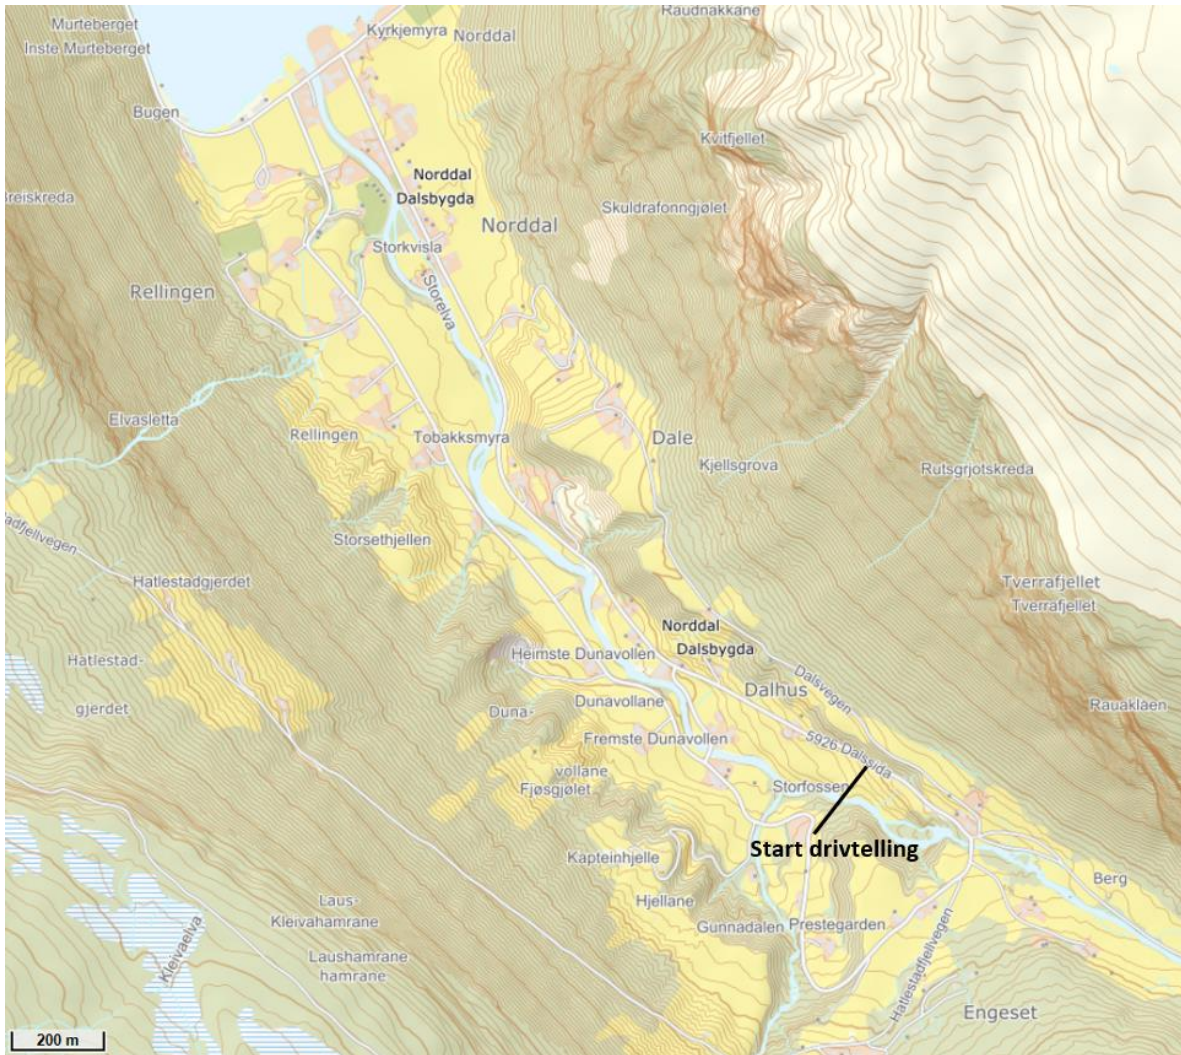 Murteberget
Inste Murteberget
Kyrkjemyra
Norddal
Raudnakkane
Bugen
Kvitfjellet
Norddal
Dalsbygda
Breiskreda
Skuldrafonngjølet
Norddal
Storkvisla
Storelva
Rellingen
Elvasletta
Rellingen
Tobakksmyra
Dale
Kjellsgrova
Rutsgrjotskreda
Storsethjellen
adfjellvegen
Hatlestadgjerdet
Tverrafjellet
Tverrafjellet
Norddal
Dalsbygda
Heimste Dunavollen
Hatlestad-
gjerdet
Dalhus
Dalsvegen
Dunavollane
Rauaklaen
Duna-
vollane
Fremste Dunavollen
5926 Dalssida
Fjøsgjølet
Storfossen
Start drivtelling
Kapteinhjelle
Berg
Hjellane
Laus-
Kleivahamrane
Gunnadalen
Prestegarden
Kleivaelva
Laushamrane
hamrane
Hatlestadfjellvegen
Engeset
200 m